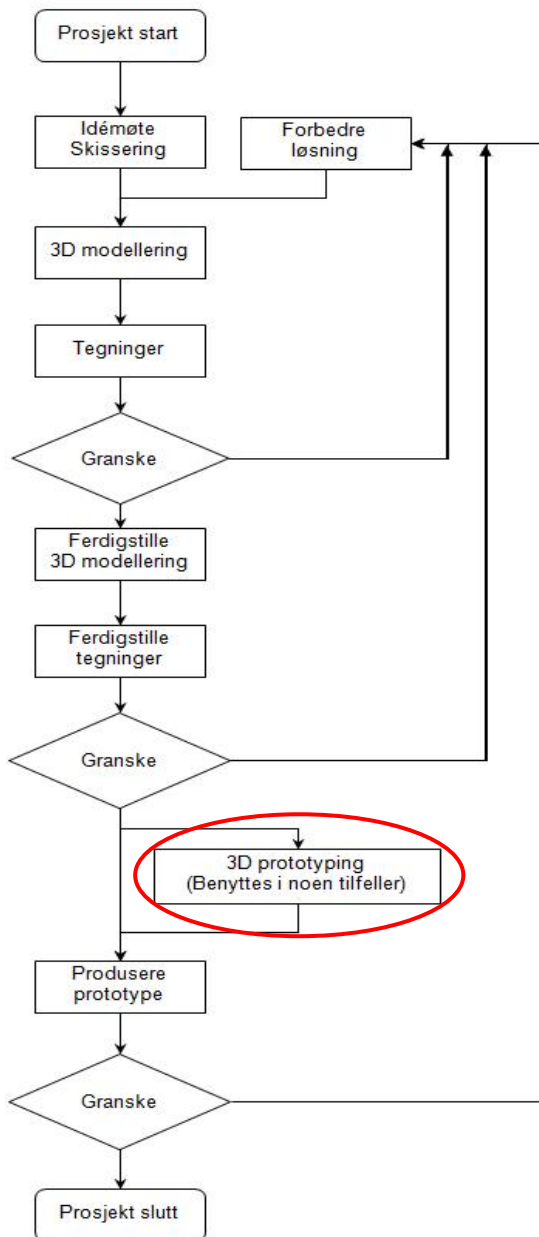 Prosjekt start
Idémøte
Skissering
Forbedre
løsning
3D modellering
Tegninger
Granske
Ferdigstille
3D modellering
Ferdigstille
tegninger
Granske
3D prototyping
(Benyttes i noen tilfeller)
Produsere
prototype
Granske
Prosjekt slutt